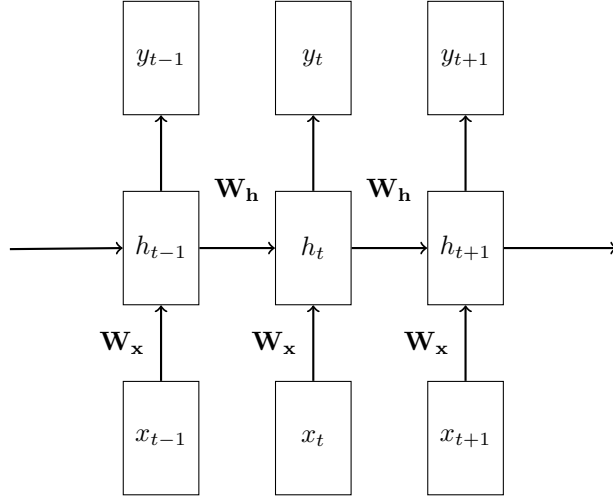 y_{t−1} y_t y_{t+1}
W_h W_h
h_{t−1} h_t h_{t+1}
W_x W_x W_x
x_{t−1} x_t x_{t+1}